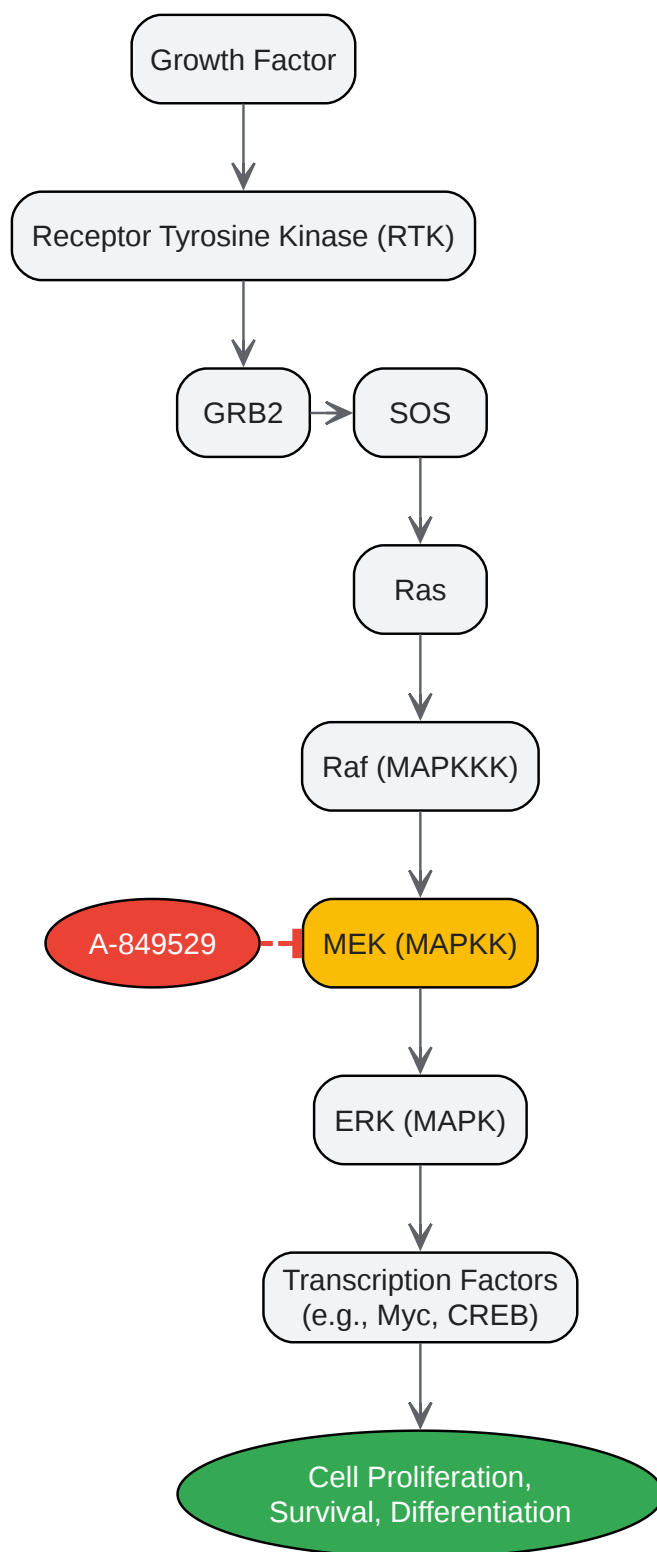 Growth Factor
Receptor Tyrosine Kinase (RTK)
GRB2
SOS
Ras
Raf (MAPKKK)
A-849529
MEK (MAPKK)
ERK (MAPK)
Transcription Factors
(e.g., Myc, CREB)
Cell Proliferation,
Survival, Differentiation